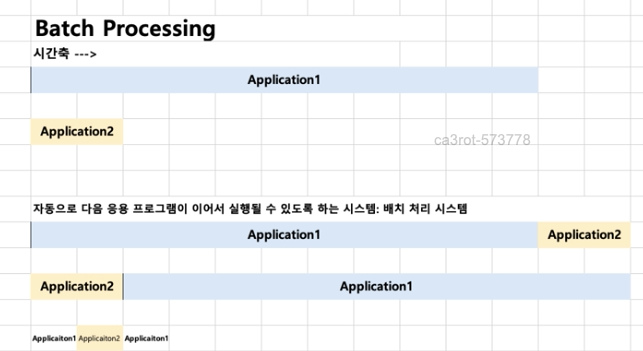 Batch Processing
시간축 --->
Application1
Application2
ca3rot-573778
자동으로 다음 응용 프로그램이 이어서 실행될 수 있도록 하는 시스템: 배치 처리 시스템
Application1 Application2
Application2 Application1
Applicaiton1 Applicaiton2 Applicaiton1